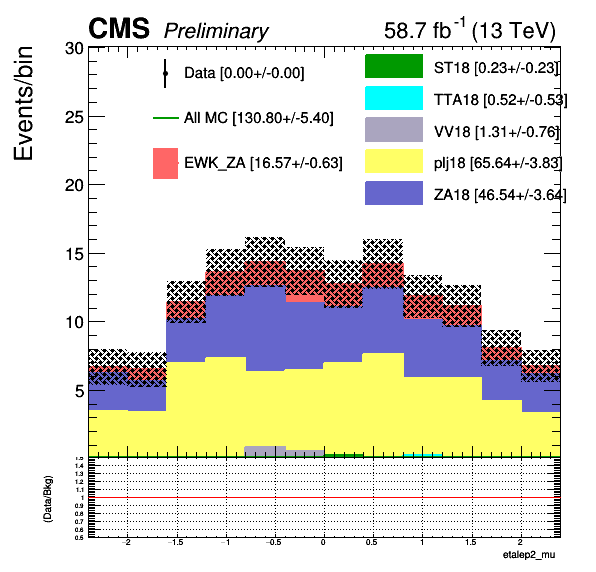 CMS Preliminary 58.7 fb⁻¹ (13 TeV)
Events/bin
30
25
20
15
10
5
Data [0.00+/-0.00]
All MC [130.80+/-5.40]
EWK_ZA [16.57+/-0.63]
ST18 [0.23+/-0.23]
TTA18 [0.52+/-0.53]
VV18 [1.31+/-0.76]
plj18 [65.64+/-3.83]
ZA18 [46.54+/-3.64]
(Data/Bkg)
1.5
1.4
1.3
1.2
1.1
1
0.9
0.8
0.7
0.6
0.5
−2 −1.5 −1 −0.5 0 0.5 1 1.5 2
etalep2_mu